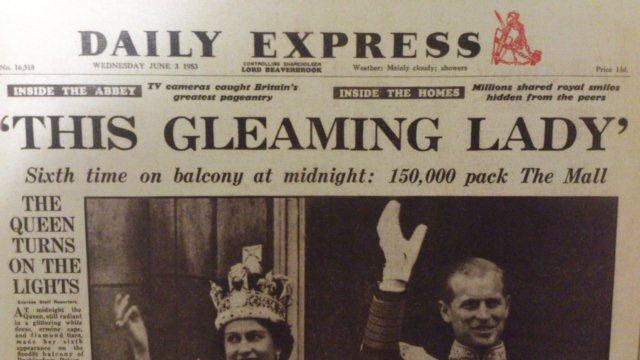 DAILY EXPRESS
No. 16,518
WEDNESDAY JUNE 3 1953
CONTROLLING SHAREHOLDER
LORD BEAVERBROOK
Weather: Mainly cloudy; showers
Price 1½d.
INSIDE THE ABBEY
TV cameras caught Britain's
greatest pageantry
INSIDE THE HOMES
Millions shared royal smiles
hidden from the peers
'THIS GLEAMING LADY'
Sixth time on balcony at midnight: 150,000 pack The Mall
THE
QUEEN
TURNS
ON THE
LIGHTS
Express Staff Reporters
AT midnight the
Queen, still radiant
in a glittering white
dress, ermine cape,
and diamond tiara,
made her sixth
appearance on the
floodlit balcony of